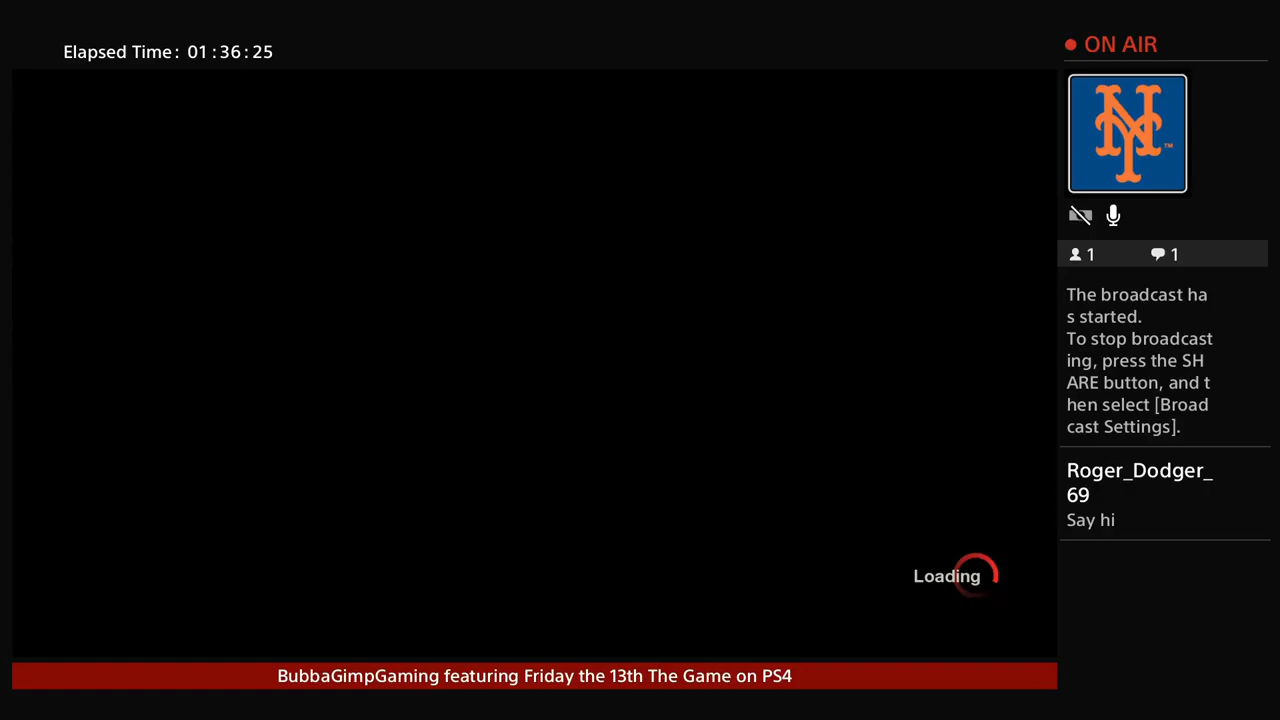 Elapsed Time: 01:36:25
ON AIR
NY
TM
1 1
The broadcast ha
s started.
To stop broadcast
ing, press the SH
ARE button, and t
hen select [Broad
cast Settings].
Roger_Dodger_
69
Say hi
Loading
BubbaGimpGaming featuring Friday the 13th The Game on PS4